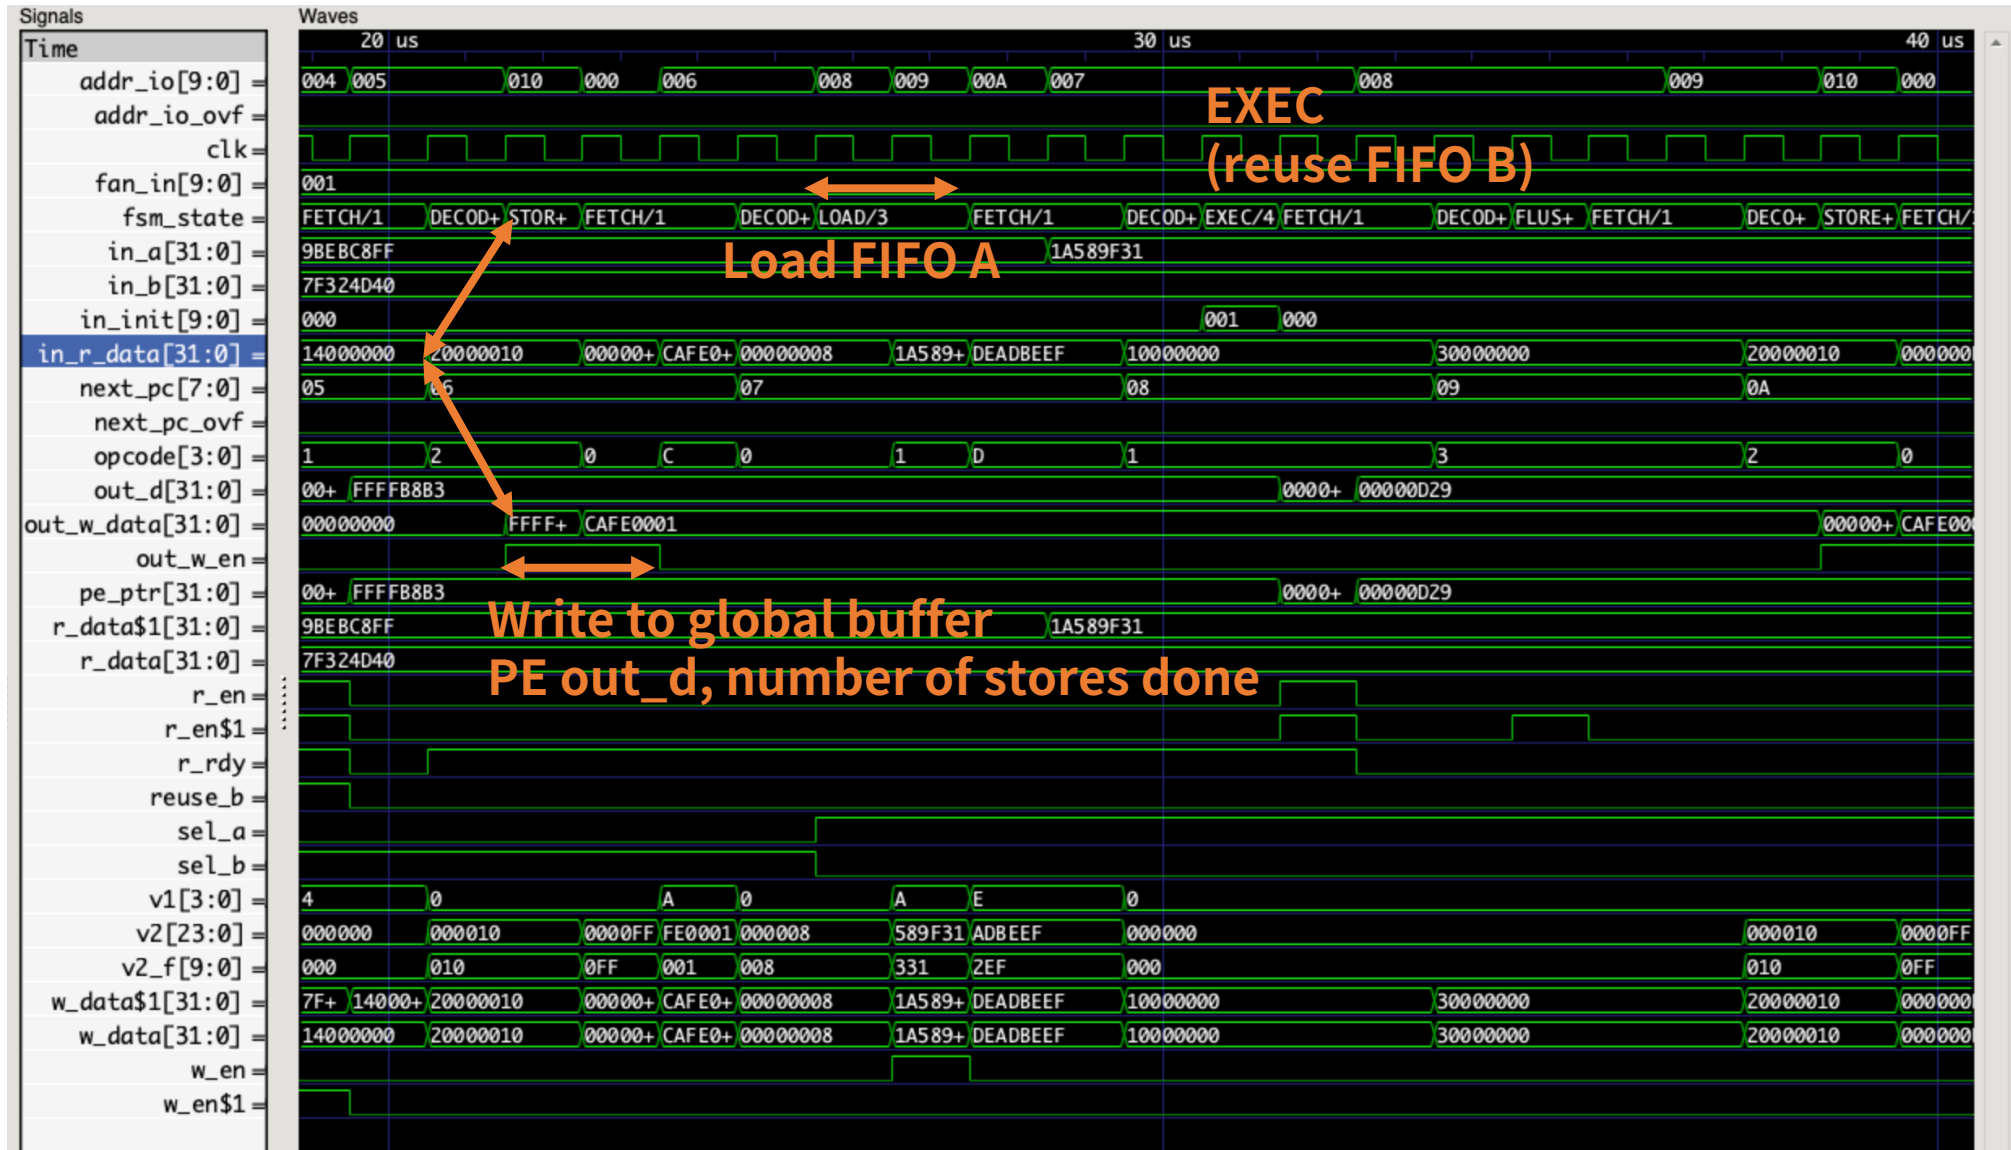 Signals
Waves
Time
20 us 30 us 40 us
addr_io[9:0] = 004 005 010 000 006 008 009 00A 007 008 009 010 000
addr_io_ovf =
clk=
fan_in[9:0] = 001
fsm_state = FETCH/1 DECOD+ STOR+ FETCH/1 DECOD+ LOAD/3 FETCH/1 DECOD+ EXEC/4 FETCH/1 DECOD+ FLUS+ FETCH/1 DECO+ STORE+ FETCH/
in_a[31:0] = 9BEBC8FF 1A589F31
in_b[31:0] = 7F324D40
in_init[9:0] = 000 001 000
in_r_data[31:0] = 14000000 20000010 00000+ CAFE0+ 00000008 1A589+ DEADBEEF 10000000 30000000 20000010 000000
next_pc[7:0] = 05 06 07 08 09 0A
next_pc_ovf =
opcode[3:0] = 1 2 0 C 0 1 D 1 3 2 0
out_d[31:0] = 00+ FFFFB8B3 0000+ 00000D29
out_w_data[31:0] = 00000000 FFFF+ CAFE0001 00000+ CAFE00
out_w_en =
pe_ptr[31:0] = 00+ FFFFB8B3 0000+ 00000D29
r_data$1[31:0] = 9BEBC8FF 1A589F31
r_data[31:0] = 7F324D40
r_en =
r_en$1 =
r_rdy =
reuse_b =
sel_a =
sel_b =
v1[3:0] = 4 0 A 0 A E 0
v2[23:0] = 000000 000010 0000FF FE0001 000008 589F31 ADBEEF 000000 000010 0000FF
v2_f[9:0] = 000 010 0FF 001 008 331 2EF 000 010 0FF
w_data$1[31:0] = 7F+ 14000+ 20000010 00000+ CAFE0+ 00000008 1A589+ DEADBEEF 10000000 30000000 20000010 000000
w_data[31:0] = 14000000 20000010 00000+ CAFE0+ 00000008 1A589+ DEADBEEF 10000000 30000000 20000010 000000
w_en =
w_en$1 =
EXEC
(reuse FIFO B)
Load FIFO A
Write to global buffer
PE out_d, number of stores done